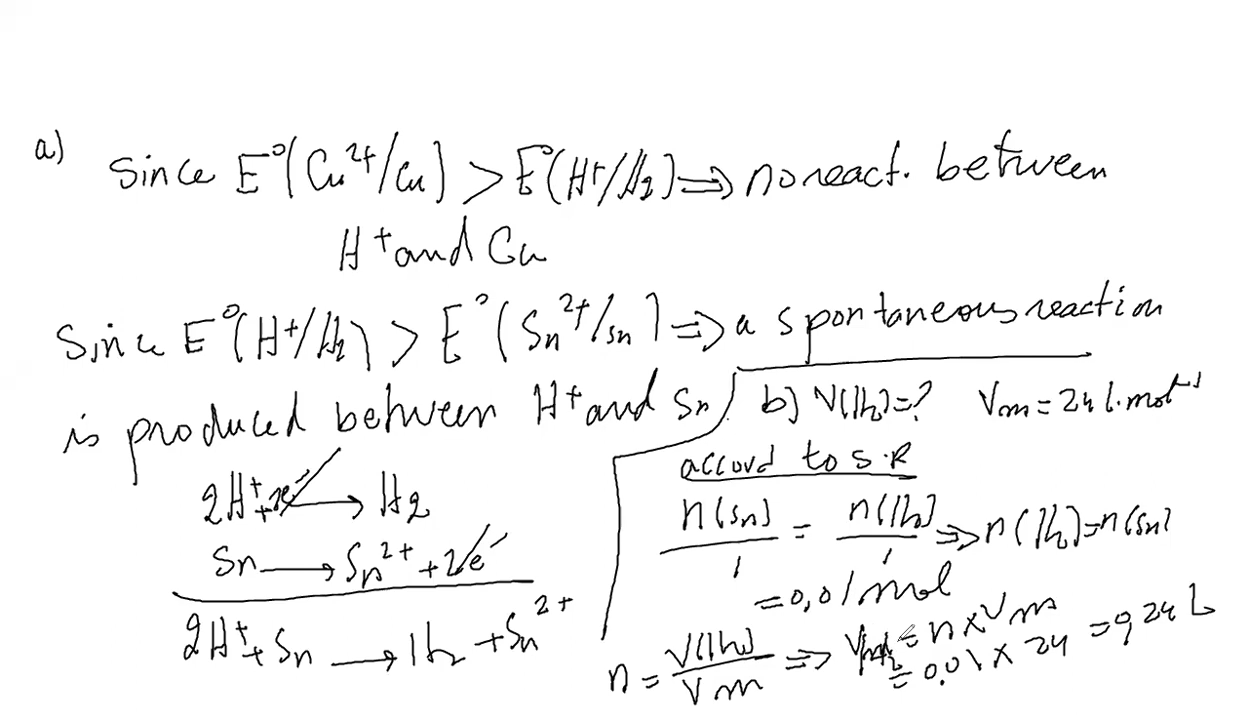 a) Since E°(Cu²⁺/Cu) > E°(H⁺/H₂) ⇒ no react. between
H⁺ and Cu
Since E°(H⁺/H₂) > E°(Sn²⁺/Sn) ⇒ a spontaneous reaction
is produced between H⁺ and Sn.
2H⁺ + 2e⁻ → H₂
Sn → Sn²⁺ + 2e⁻
2H⁺ + Sn → H₂ + Sn²⁺
b) V(H₂) = ? Vm = 24 L.mol⁻¹
accord to S.R
n(Sn)/1 = n(H₂)/1 ⇒ n(H₂) = n(Sn)
= 0,01 mol
n = V(H₂)/Vm ⇒ V = n × Vm
= 0,01 × 24 = 0,24 L